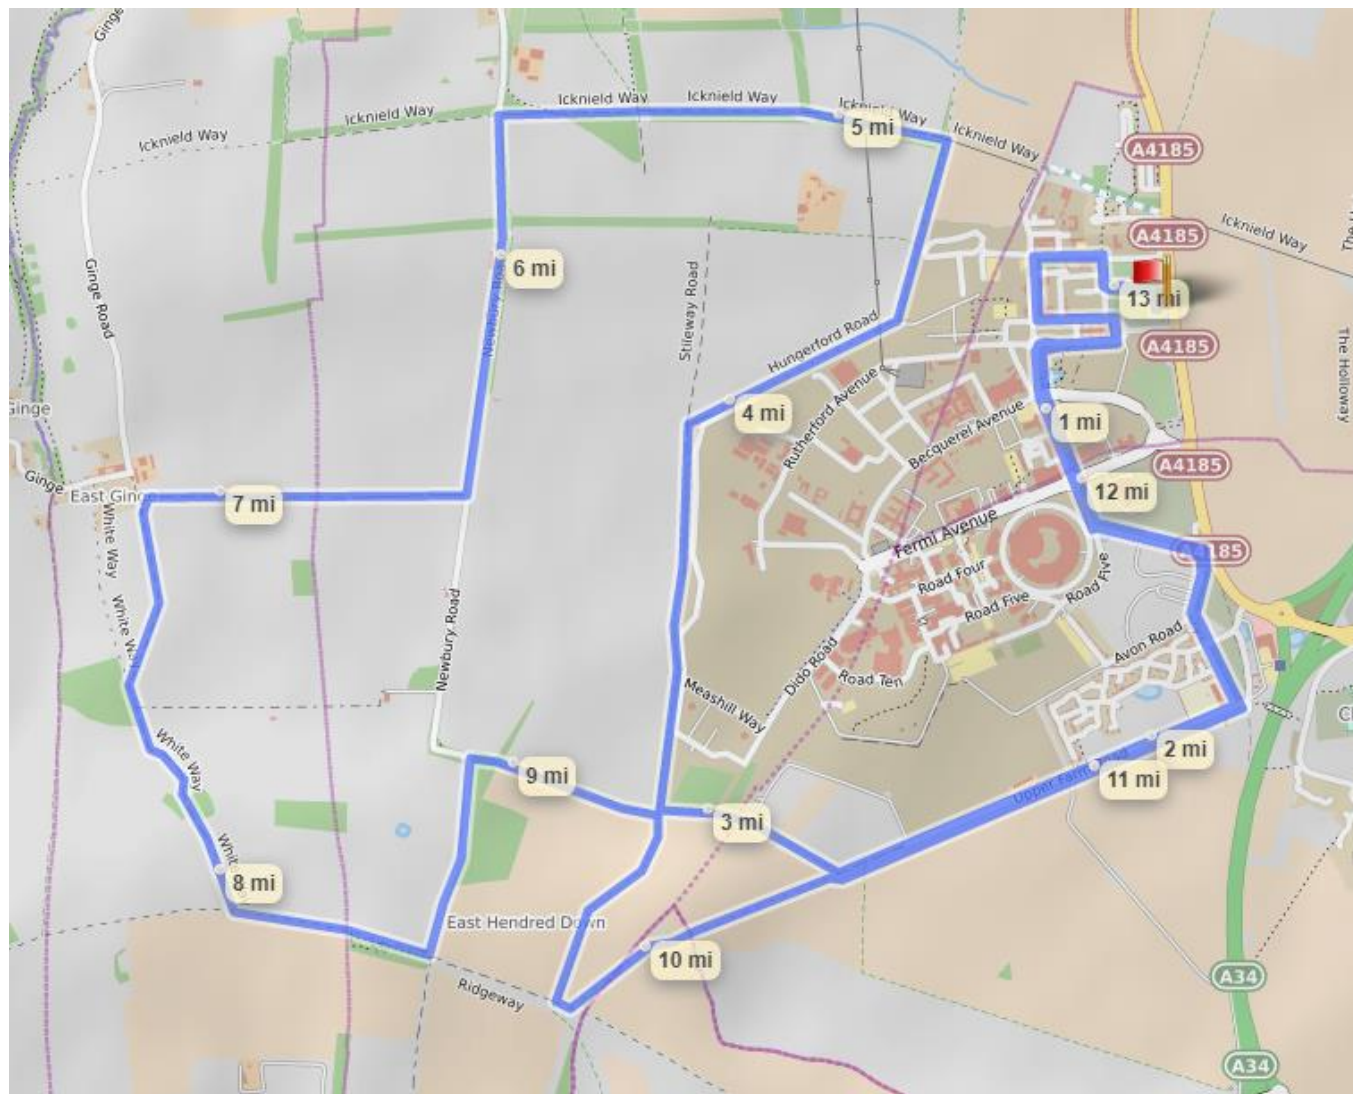 Ginge
Icknield Way
Icknield Way
Icknield Way
Icknield Way
Icknield Way
5 mi
Icknield Way
A4185
A4185
Icknield Way
6 mi
Newbury Road
Ginge Road
Stileway Road
Hungerford Road
13 mi
A4185
The Holloway
Ginge
4 mi
Rutherford Avenue
Becquerel Avenue
1 mi
A4185
Ginge
East Ginge
7 mi
12 mi
White Way
Fermi Avenue
Road Four
Road Five
Road Five
White Way
Newbury Road
Avon Road
Dido Road
Road Ten
Meashill Way
White Way
9 mi
2 mi
11 mi
Upper Farm Road
3 mi
8 mi
East Hendred Down
10 mi
Ridgeway
A34
A34